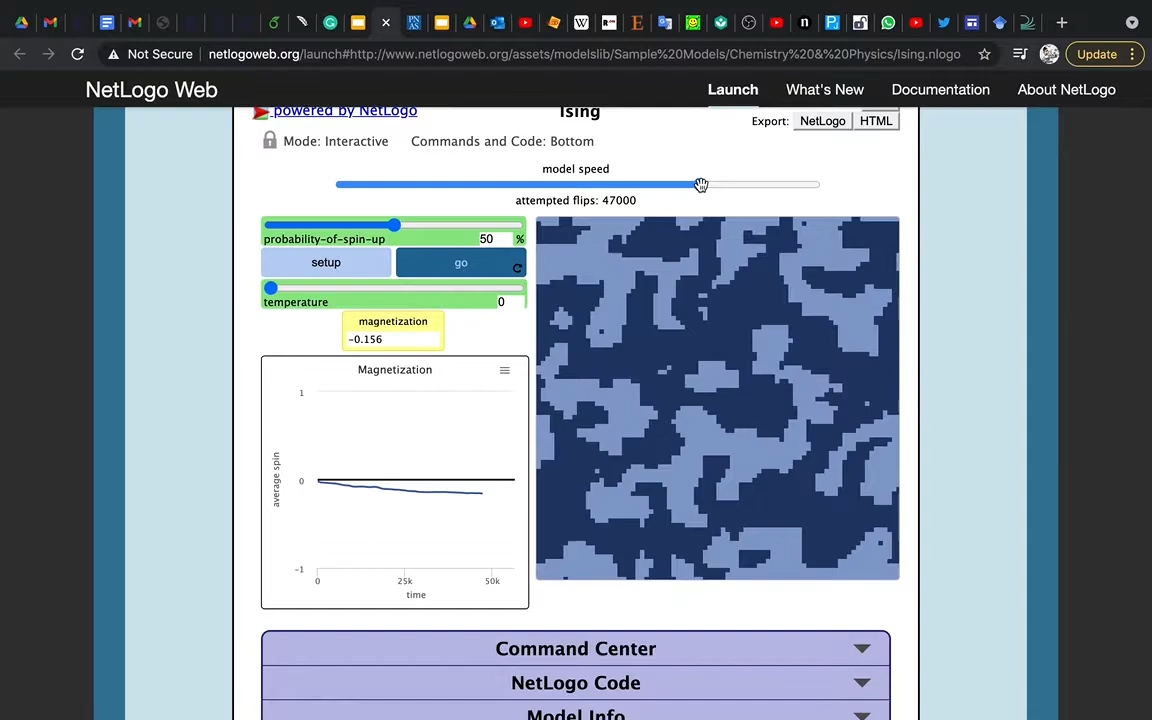 Not Secure netlogoweb.org/launch#http://www.netlogoweb.org/assets/modelslib/Sample%20Models/Chemistry%20&%20Physics/Ising.nlogo Update
NetLogo Web Launch What's New Documentation About NetLogo
powered by NetLogo Ising Export: NetLogo HTML
Mode: Interactive Commands and Code: Bottom
model speed
attempted flips: 47000
probability-of-spin-up 50 %
setup go
temperature 0
magnetization
-0.156
Magnetization
1
average spin
0
-1
0 25k 50k
time
Command Center
NetLogo Code
Model Info